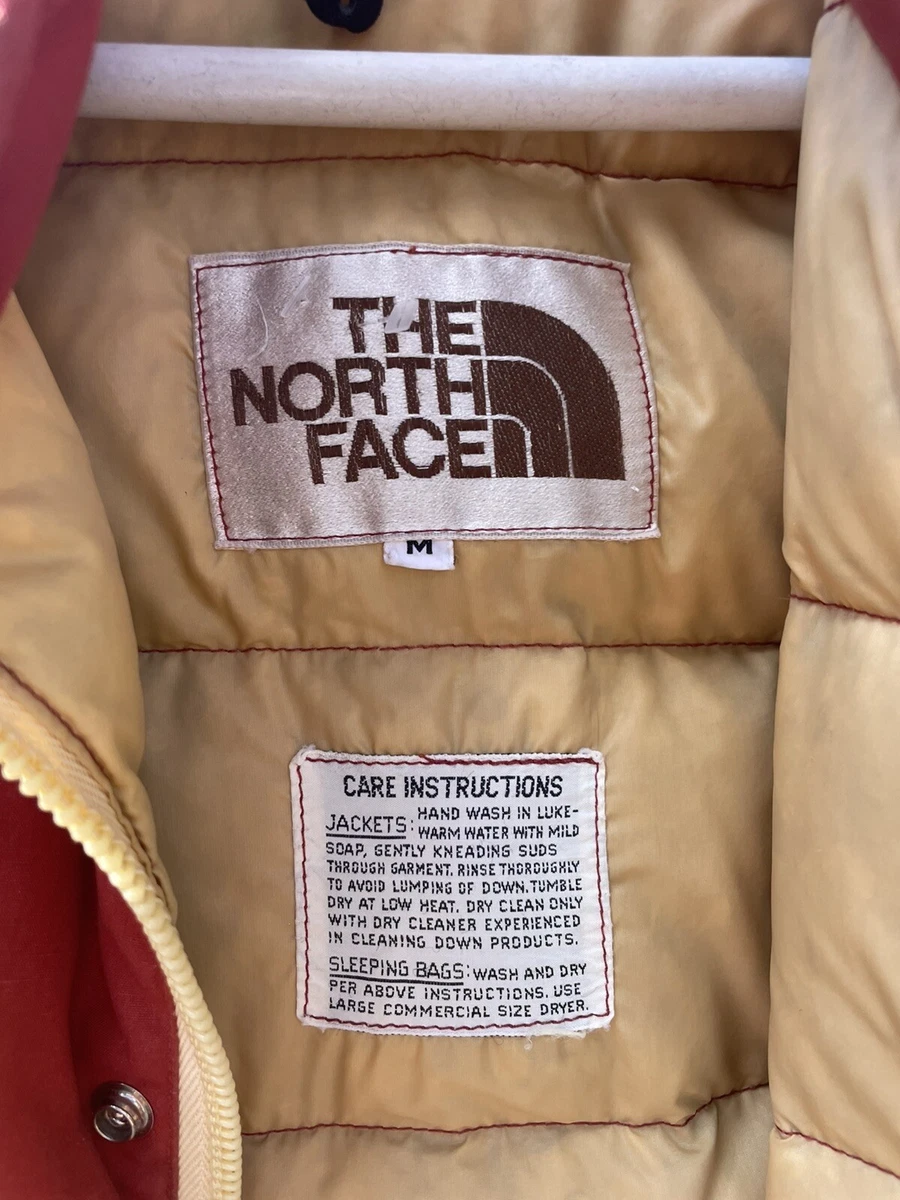 THE
NORTH
FACE
M
CARE INSTRUCTIONS
JACKETS: HAND WASH IN LUKE-
WARM WATER WITH MILD
SOAP, GENTLY KNEADING SUDS
THROUGH GARMENT. RINSE THOROUGHLY
TO AVOID LUMPING OF DOWN. TUMBLE
DRY AT LOW HEAT. DRY CLEAN ONLY
WITH DRY CLEANER EXPERIENCED
IN CLEANING DOWN PRODUCTS.
SLEEPING BAGS: WASH AND DRY
PER ABOVE INSTRUCTIONS. USE
LARGE COMMERCIAL SIZE DRYER.